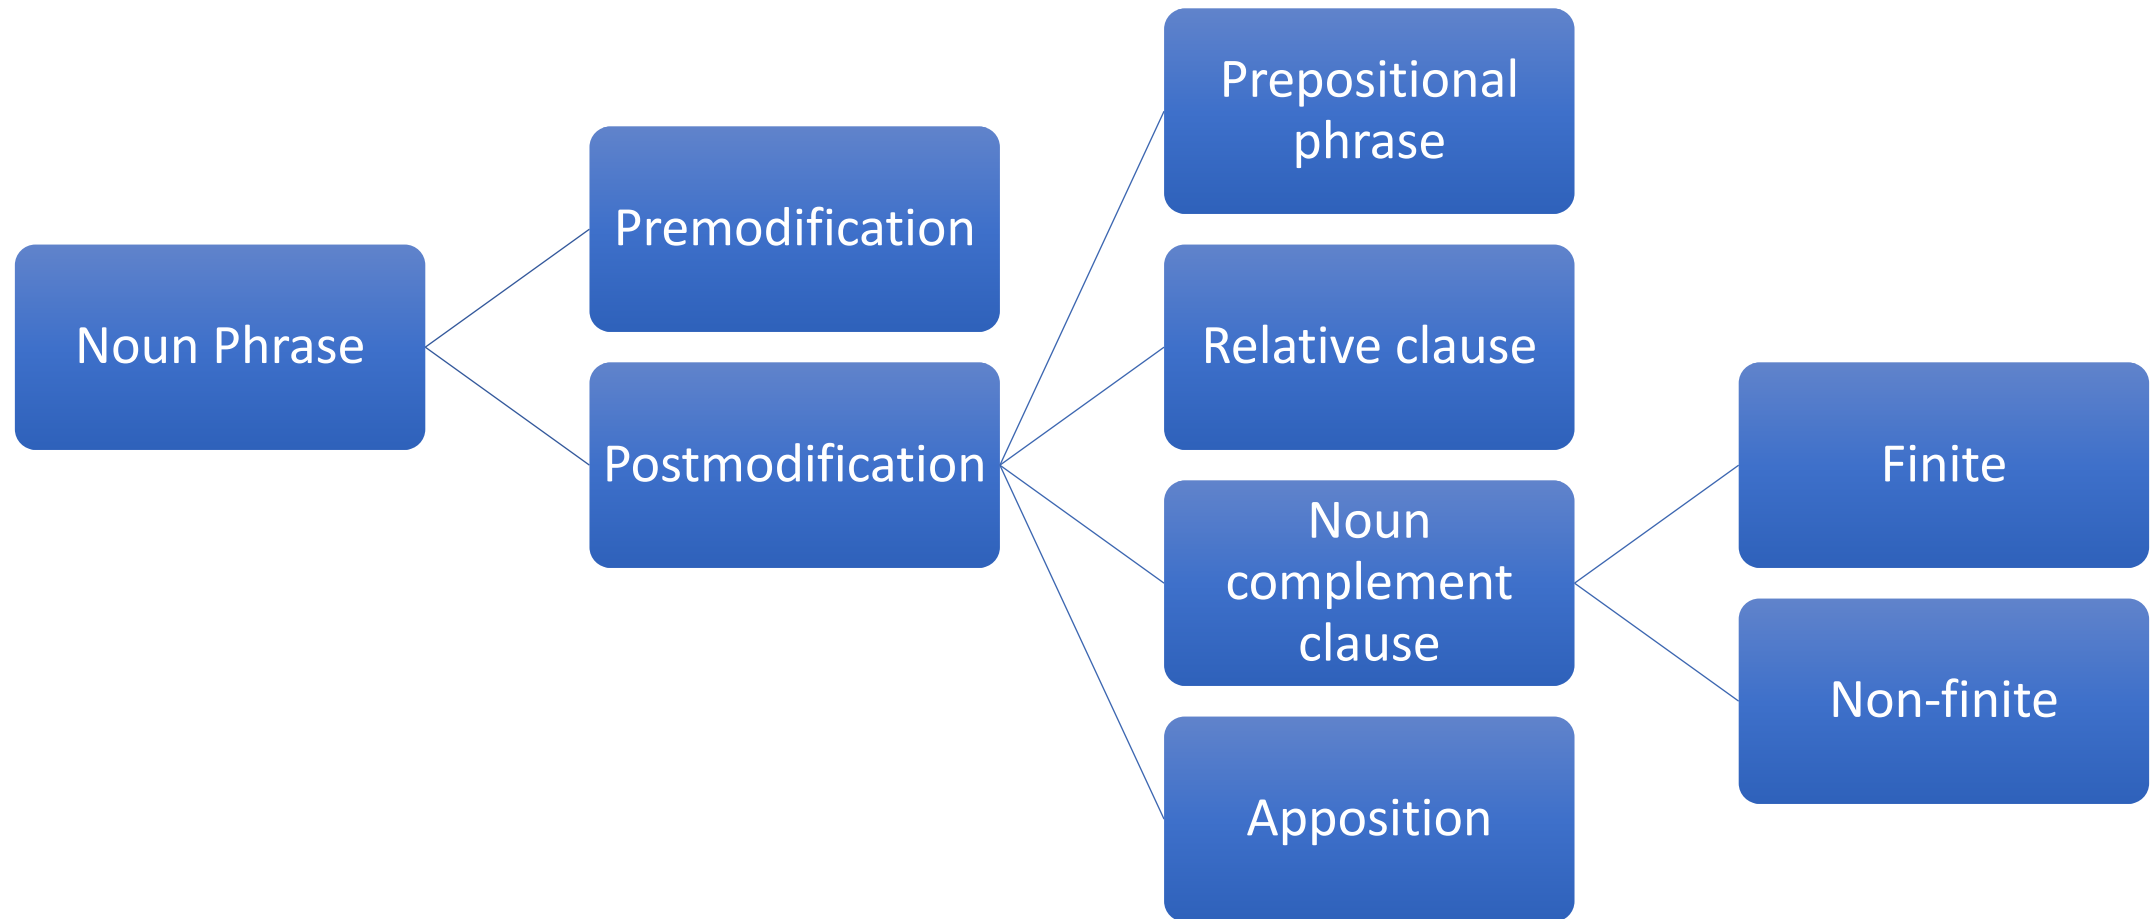 Noun Phrase
Premodification
Postmodification
Prepositional
phrase
Relative clause
Noun
complement
clause
Finite
Non-finite
Apposition